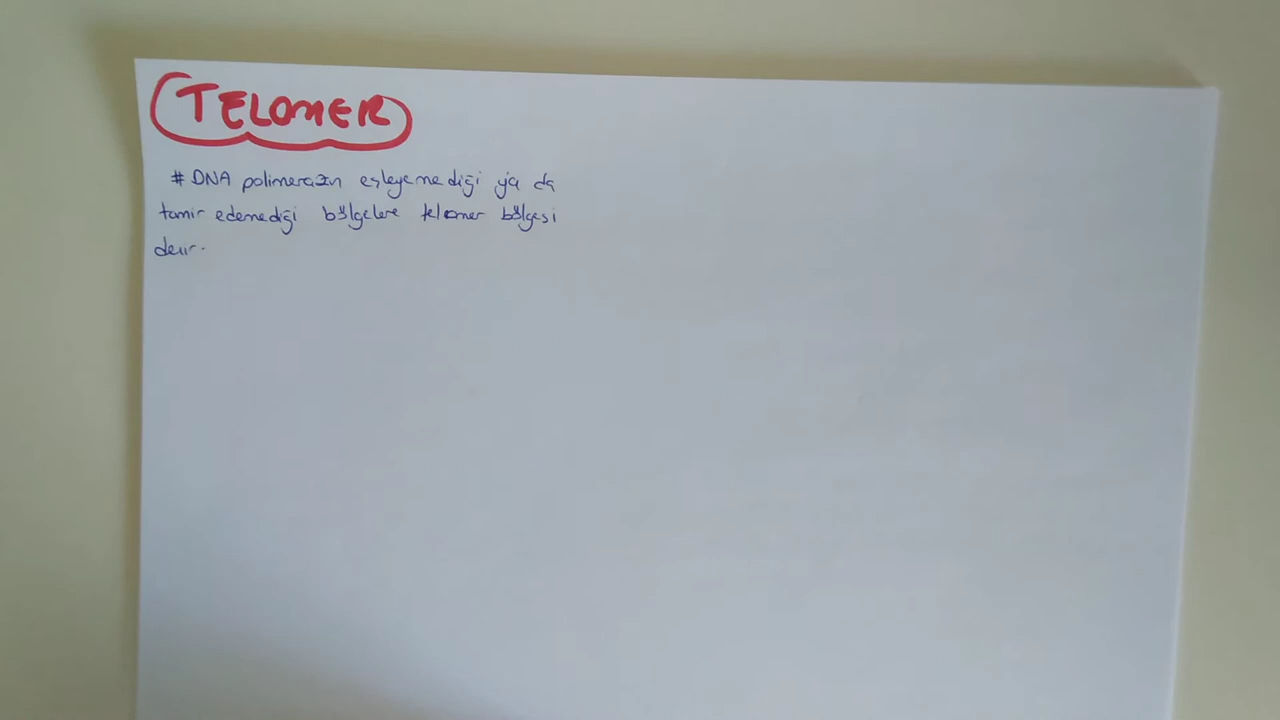 TELOMER
# DNA polimerazın eşleyemediği ya da
tamir edemediği bölgelere telomer bölgesi
denir.